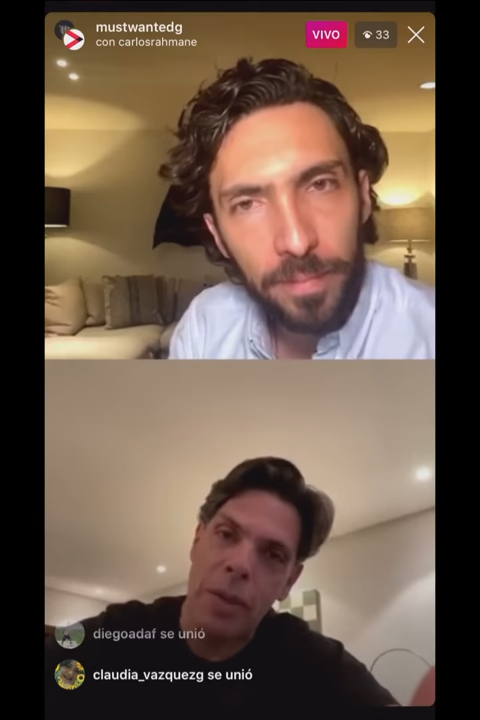 mustwantedg
con carlosrahmane
VIVO
33
diegoadaf se unió
claudia_vazquezg se unió